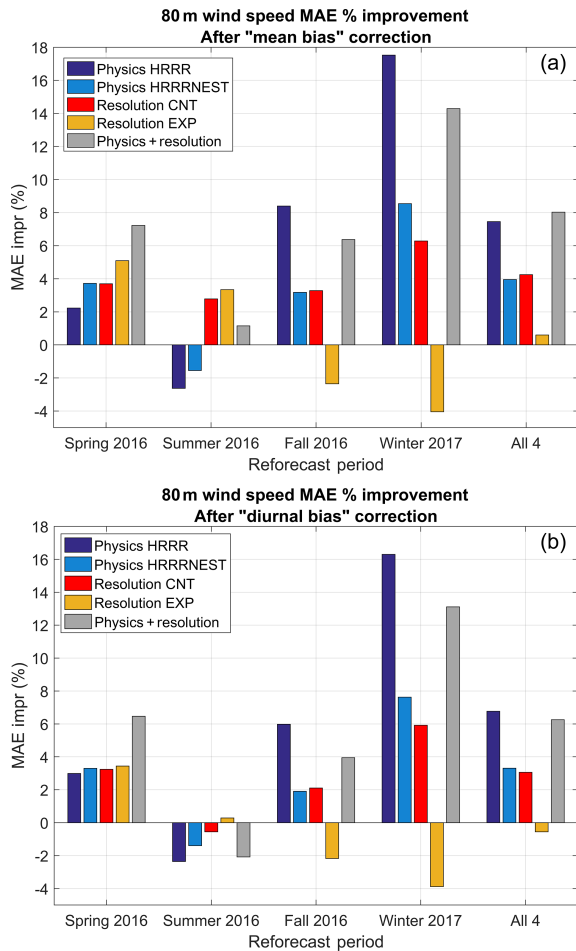 80 m wind speed MAE % improvement
After "mean bias" correction
(a)
Physics HRRR
Physics HRRRNEST
Resolution CNT
Resolution EXP
Physics + resolution
MAE impr (%)
18
16
14
12
10
8
6
4
2
0
-2
-4
Spring 2016 Summer 2016 Fall 2016 Winter 2017 All 4
Reforecast period
80 m wind speed MAE % improvement
After "diurnal bias" correction
(b)
Physics HRRR
Physics HRRRNEST
Resolution CNT
Resolution EXP
Physics + resolution
MAE impr (%)
18
16
14
12
10
8
6
4
2
0
-2
-4
Spring 2016 Summer 2016 Fall 2016 Winter 2017 All 4
Reforecast period